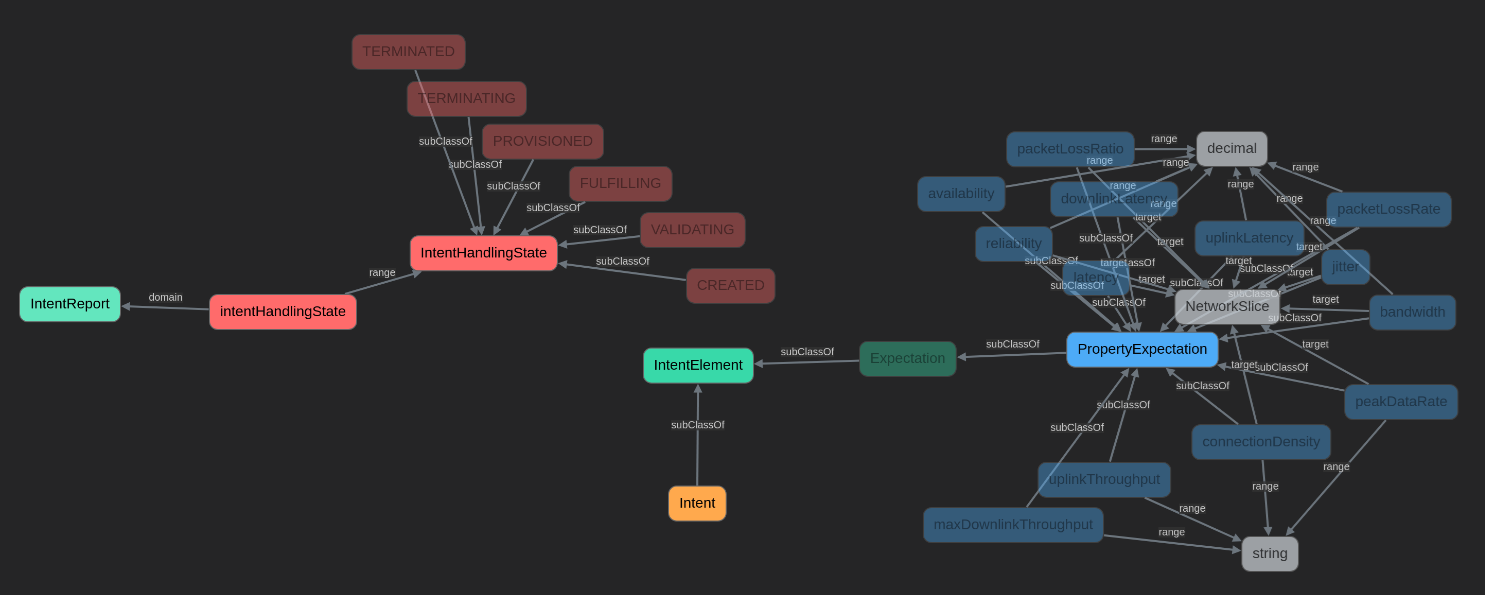 TERMINATED
TERMINATING
subClassOf
PROVISIONED
subClassOf
FULFILLING
subClassOf
subClassOf
VALIDATING
subClassOf
IntentHandlingState
subClassOf
CREATED
range
IntentReport
domain
intentHandlingState
IntentElement
subClassOf
Expectation
subClassOf
subClassOf
Intent
packetLossRatio
range
decimal
range
range
range
availability
range
downlinkLatency
range
range
range
packetLossRate
target
range
reliability
subClassOf
target
uplinkLatency
target
subClassOf
target
target
subClassOf
target
jitter
latency
target
subClassOf
subClassOf
subClassOf
subClassOf
NetworkSlice
target
bandwidth
subClassOf
PropertyExpectation
target
target
subClassOf
subClassOf
peakDataRate
subClassOf
subClassOf
connectionDensity
range
uplinkThroughput
range
range
maxDownlinkThroughput
range
string